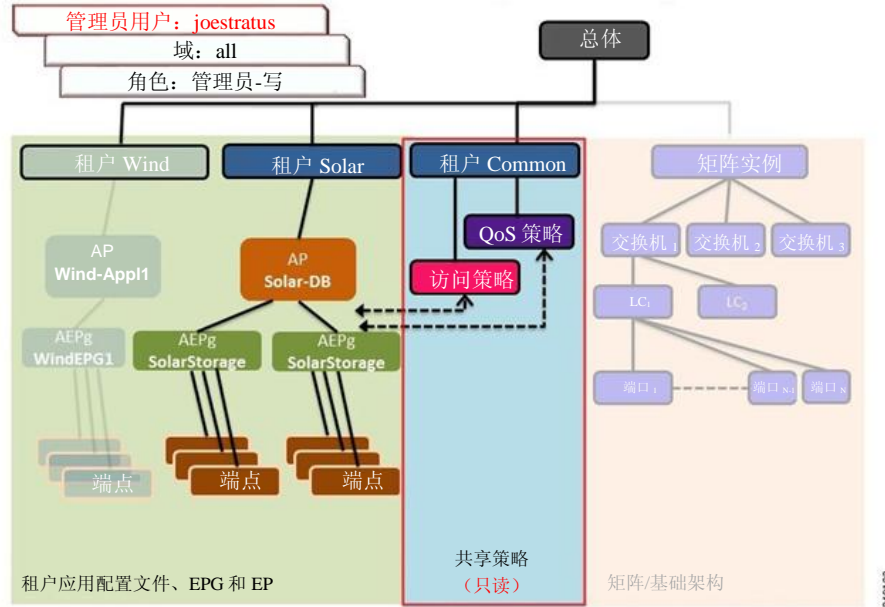 管理员用户：joestratus
域：all
角色：管理员-写
总体
租户 Wind
租户 Solar
租户 Common
矩阵实例
QoS 策略
交换机 1
交换机 2
交换机 3
AP
Wind-Appl1
AP
Solar-DB
访问策略
LC1
LC2
AEPg
WindEPG1
AEPg
SolarStorage
AEPg
SolarStorage
端口 1
端口 N-1
端口 N
端点
端点
端点
租户应用配置文件、EPG 和 EP
共享策略
（只读）
矩阵/基础架构